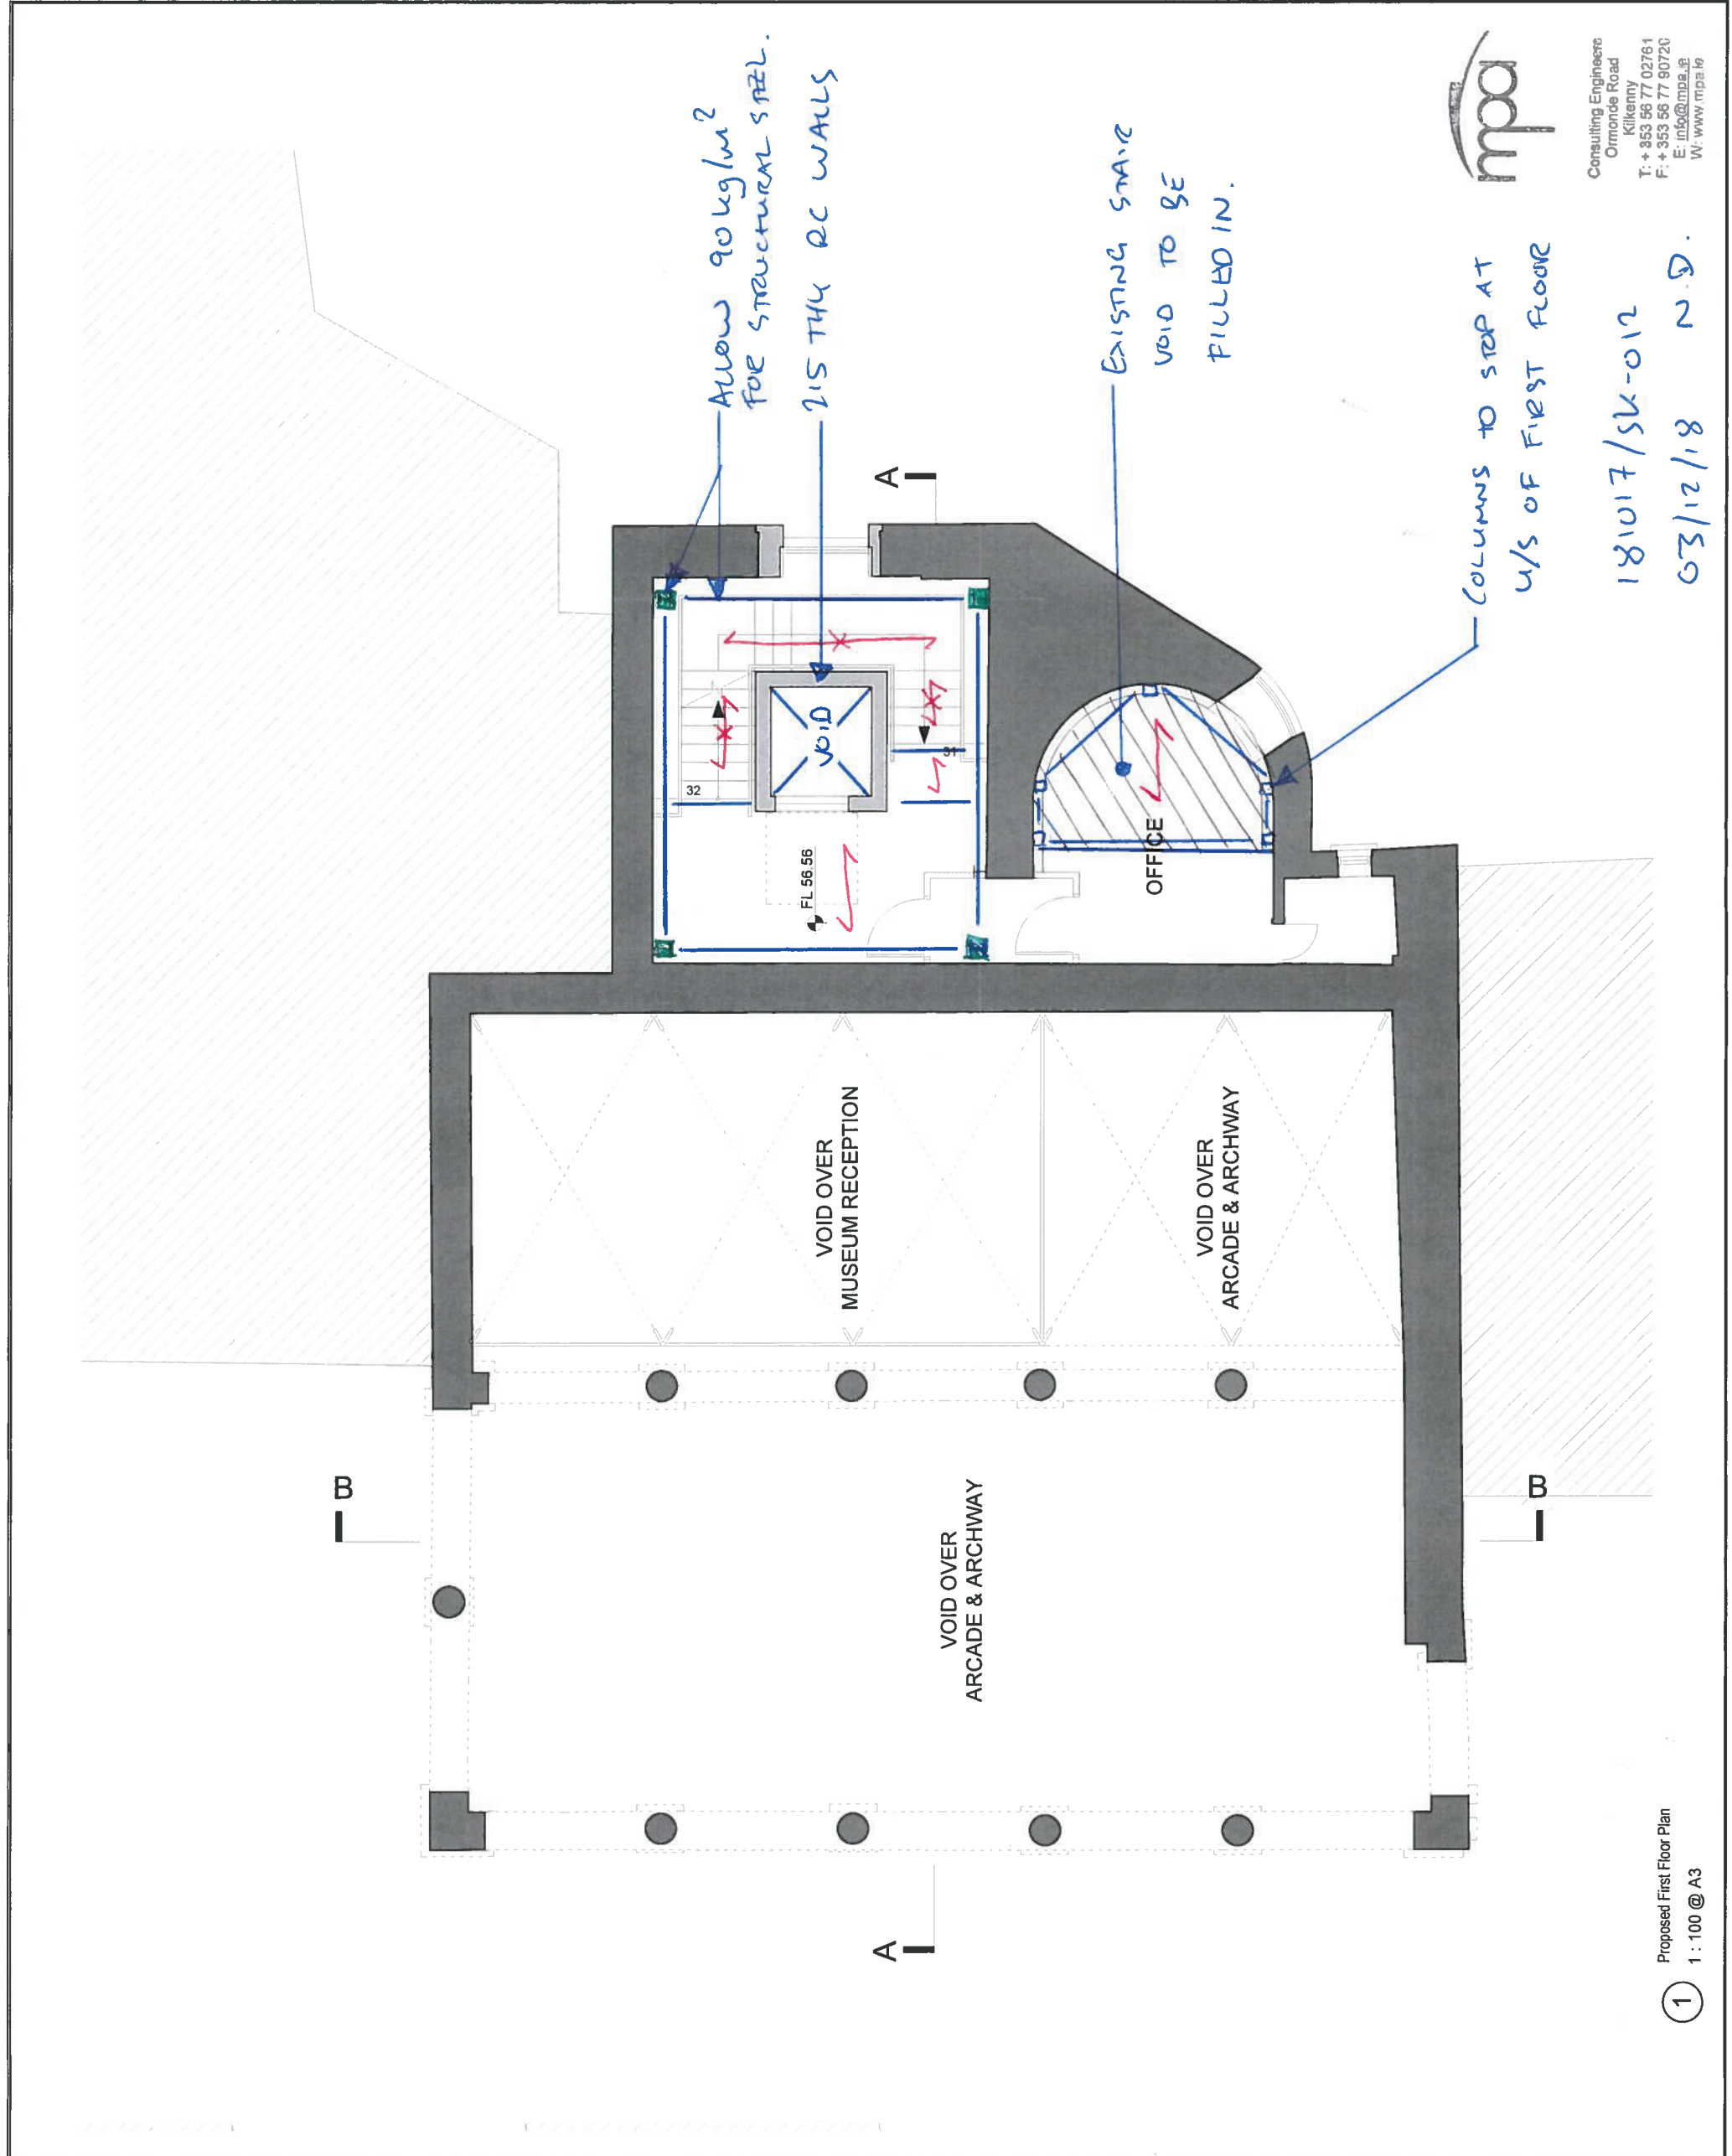 ALLOW 90kg/m²
FOR STRUCTURAL STEEL.
215 THK RC WALLS
A
EXISTING STAIR
VOID TO BE
FILLED IN.
COLUMNS TO STOP AT
U/S OF FIRST FLOOR
181017/SK-012
03/12/18 N.D.
mpa
Consulting Engineers
Ormonde Road
Kilkenny
T: + 353 56 77 02761
F: + 353 56 77 90720
E: info@mpa.ie
W: www.mpa.ie
VOID
32
31
FL 56.56
OFFICE
VOID OVER
MUSEUM RECEPTION
VOID OVER
ARCADE & ARCHWAY
B
VOID OVER
ARCADE & ARCHWAY
B
A
1
Proposed First Floor Plan
1 : 100 @ A3